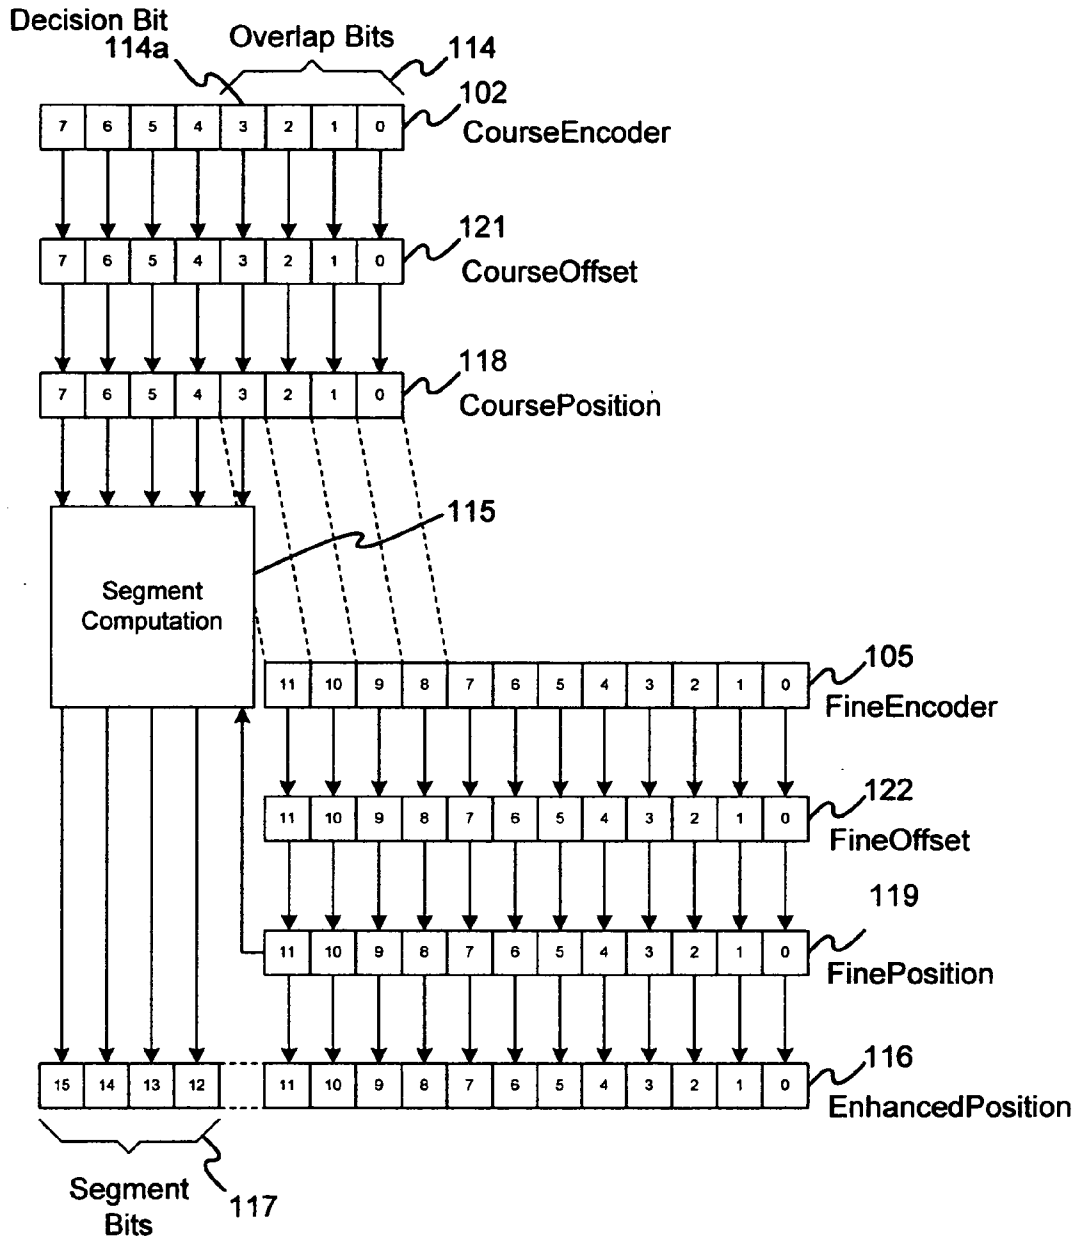 Decision Bit
114a
Overlap Bits
114
7 6 5 4 3 2 1 0
102
CourseEncoder
7 6 5 4 3 2 1 0
121
CourseOffset
7 6 5 4 3 2 1 0
118
CoursePosition
115
Segment
Computation
11 10 9 8 7 6 5 4 3 2 1 0
105
FineEncoder
11 10 9 8 7 6 5 4 3 2 1 0
122
FineOffset
119
11 10 9 8 7 6 5 4 3 2 1 0
FinePosition
15 14 13 12 11 10 9 8 7 6 5 4 3 2 1 0
116
EnhancedPosition
Segment
Bits
117